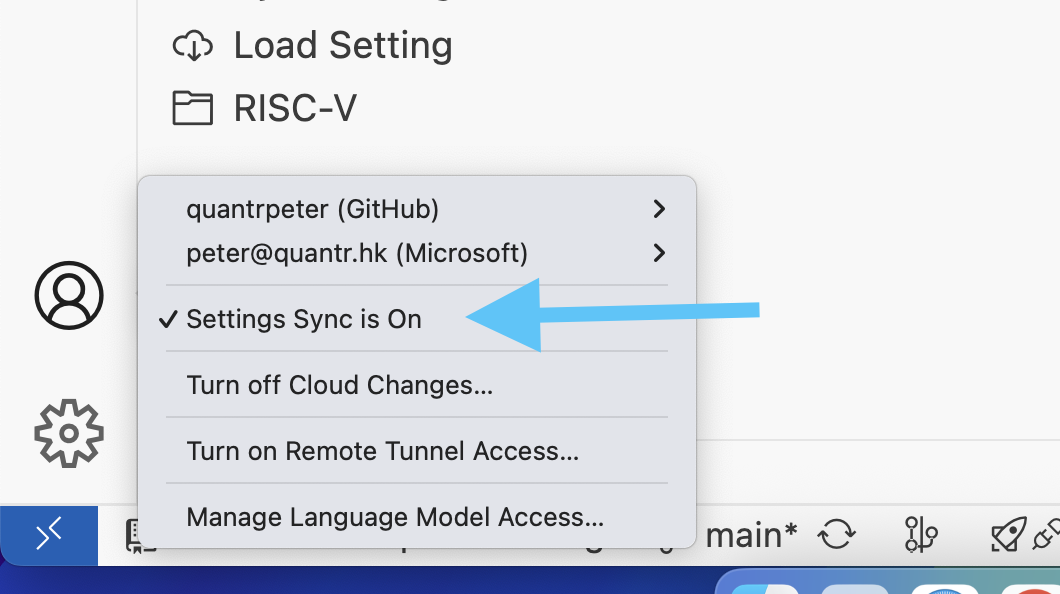 Load Setting
RISC-V
quantrpeter (GitHub)
peter@quantr.hk (Microsoft)
Settings Sync is On
Turn off Cloud Changes...
Turn on Remote Tunnel Access...
Manage Language Model Access...
main*